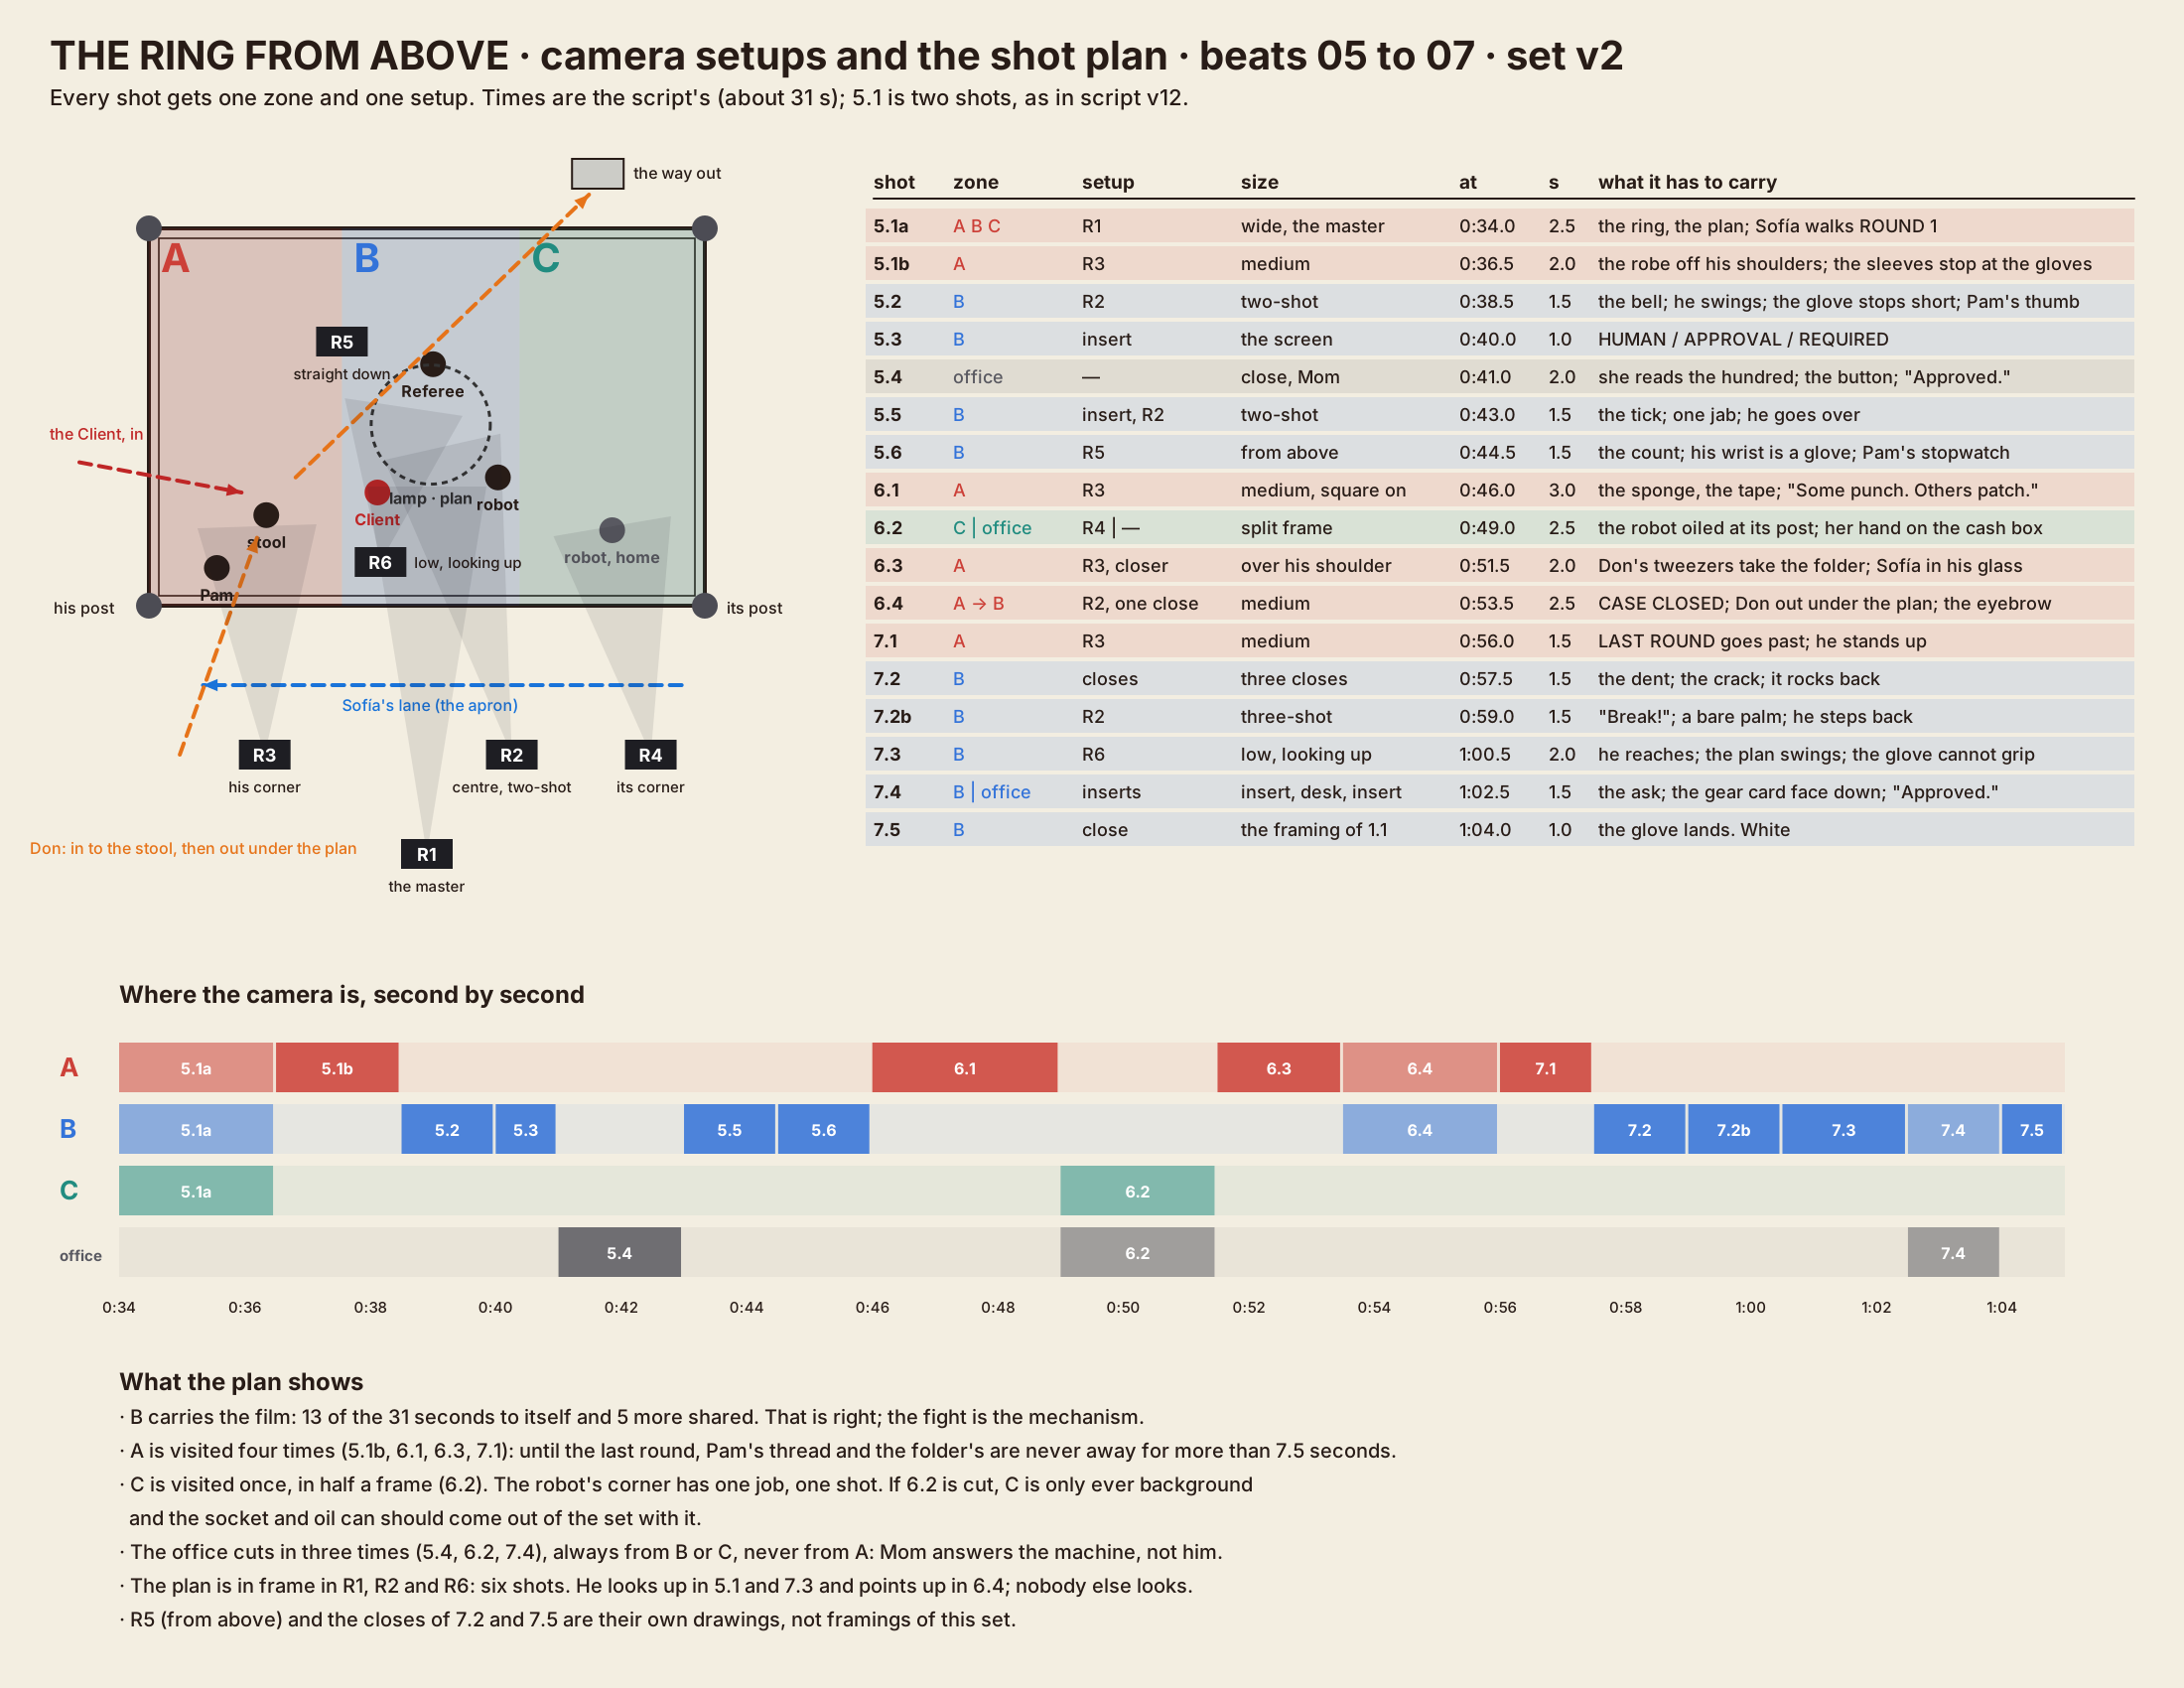 THE RING FROM ABOVE · camera setups and the shot plan · beats 05 to 07 · set v2
Every shot gets one zone and one setup. Times are the script's (about 31 s); 5.1 is two shots, as in script v12.
the way out
A
B
C
R5
straight down
Referee
the Client, in
lamp · plan
robot
Client
stool
R6
low, looking up
robot, home
Pam
his post
its post
Sofía's lane (the apron)
R3
his corner
R2
centre, two-shot
R4
its corner
Don: in to the stool, then out under the plan
R1
the master
shot zone setup size at s what it has to carry
5.1a A B C R1 wide, the master 0:34.0 2.5 the ring, the plan; Sofía walks ROUND 1
5.1b A R3 medium 0:36.5 2.0 the robe off his shoulders; the sleeves stop at the gloves
5.2 B R2 two-shot 0:38.5 1.5 the bell; he swings; the glove stops short; Pam's thumb
5.3 B insert the screen 0:40.0 1.0 HUMAN / APPROVAL / REQUIRED
5.4 office — close, Mom 0:41.0 2.0 she reads the hundred; the button; "Approved."
5.5 B insert, R2 two-shot 0:43.0 1.5 the tick; one jab; he goes over
5.6 B R5 from above 0:44.5 1.5 the count; his wrist is a glove; Pam's stopwatch
6.1 A R3 medium, square on 0:46.0 3.0 the sponge, the tape; "Some punch. Others patch."
6.2 C | office R4 | — split frame 0:49.0 2.5 the robot oiled at its post; her hand on the cash box
6.3 A R3, closer over his shoulder 0:51.5 2.0 Don's tweezers take the folder; Sofía in his glass
6.4 A → B R2, one close medium 0:53.5 2.5 CASE CLOSED; Don out under the plan; the eyebrow
7.1 A R3 medium 0:56.0 1.5 LAST ROUND goes past; he stands up
7.2 B closes three closes 0:57.5 1.5 the dent; the crack; it rocks back
7.2b B R2 three-shot 0:59.0 1.5 "Break!"; a bare palm; he steps back
7.3 B R6 low, looking up 1:00.5 2.0 he reaches; the plan swings; the glove cannot grip
7.4 B | office inserts insert, desk, insert 1:02.5 1.5 the ask; the gear card face down; "Approved."
7.5 B close the framing of 1.1 1:04.0 1.0 the glove lands. White
Where the camera is, second by second
A 5.1a 5.1b 6.1 6.3 6.4 7.1
B 5.1a 5.2 5.3 5.5 5.6 6.4 7.2 7.2b 7.3 7.4 7.5
C 5.1a 6.2
office 5.4 6.2 7.4
0:34 0:36 0:38 0:40 0:42 0:44 0:46 0:48 0:50 0:52 0:54 0:56 0:58 1:00 1:02 1:04
What the plan shows
· B carries the film: 13 of the 31 seconds to itself and 5 more shared. That is right; the fight is the mechanism.
· A is visited four times (5.1b, 6.1, 6.3, 7.1): until the last round, Pam's thread and the folder's are never away for more than 7.5 seconds.
· C is visited once, in half a frame (6.2). The robot's corner has one job, one shot. If 6.2 is cut, C is only ever background
and the socket and oil can should come out of the set with it.
· The office cuts in three times (5.4, 6.2, 7.4), always from B or C, never from A: Mom answers the machine, not him.
· The plan is in frame in R1, R2 and R6: six shots. He looks up in 5.1 and 7.3 and points up in 6.4; nobody else looks.
· R5 (from above) and the closes of 7.2 and 7.5 are their own drawings, not framings of this set.